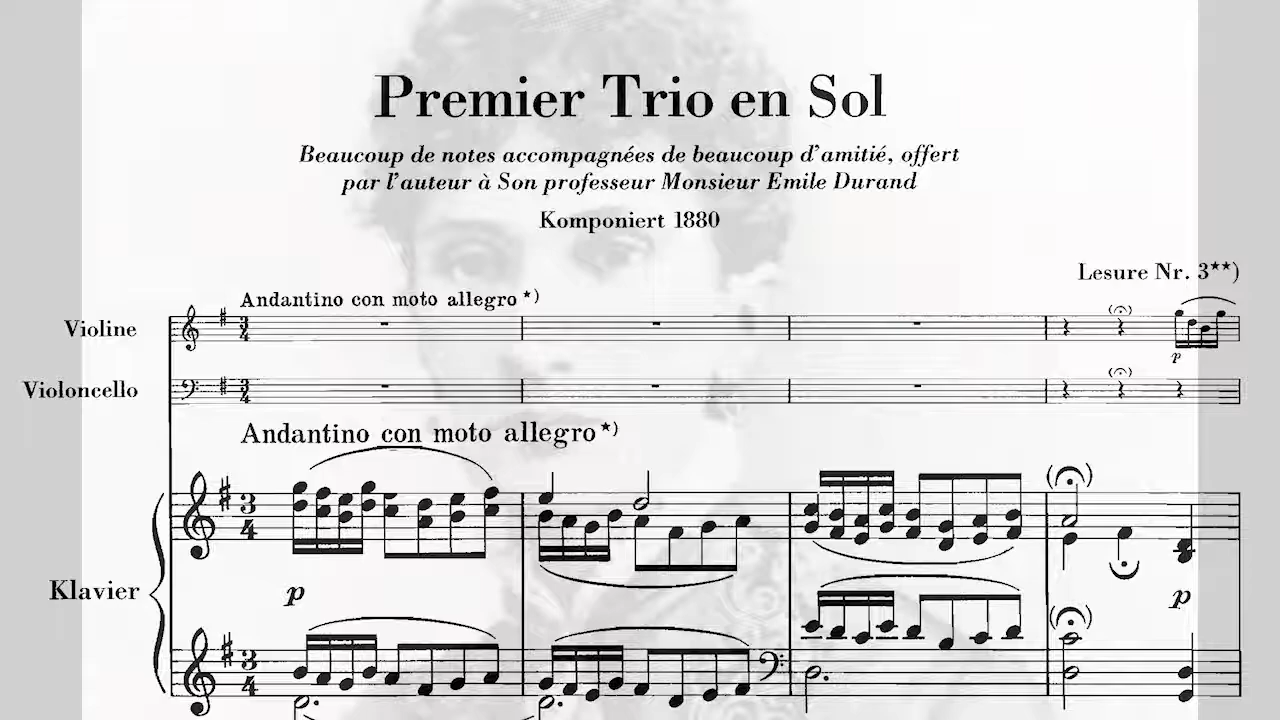 Premier Trio en Sol
Beaucoup de notes accompagnées de beaucoup d'amitié, offert
par l'auteur à Son professeur Monsieur Emile Durand
Komponiert 1880
Lesure Nr. 3**)
Andantino con moto allegro*)
Violine
p
Violoncello
Andantino con moto allegro*)
Klavier
p
p